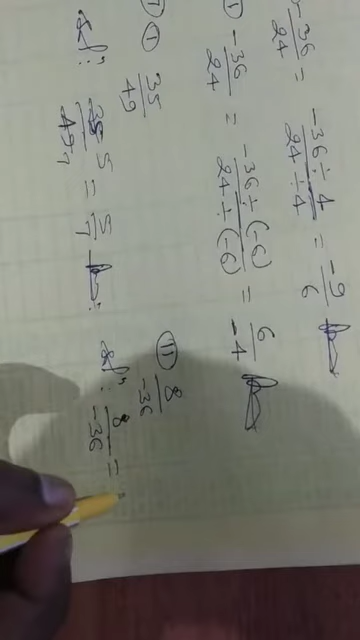 -36/24 = -36÷4/24÷4 = -9/6
(i) -36/24 = -36÷(-6)/24÷(-6) = 6/-4
(i) 35/49
(ii) 8/-36
Sol": 35 5/49 7 = 5/7
Sol": 8/-36 =